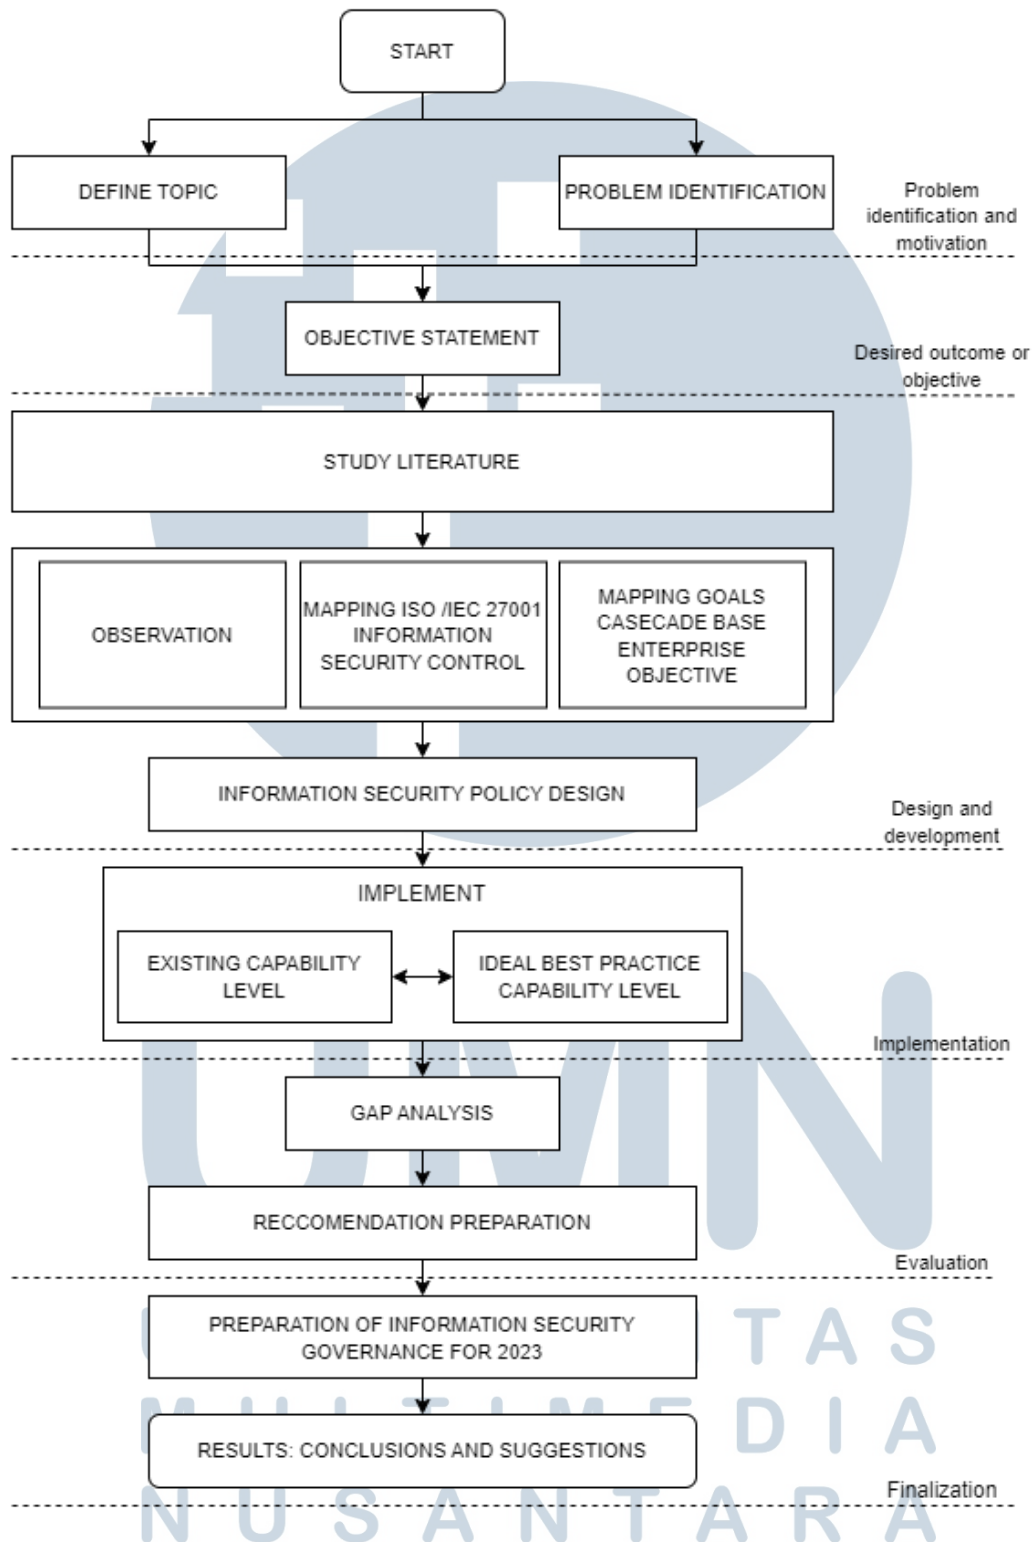 START
DEFINE TOPIC
PROBLEM IDENTIFICATION
Problem
identification and
motivation
OBJECTIVE STATEMENT
Desired outcome or
objective
STUDY LITERATURE
OBSERVATION
MAPPING ISO /IEC 27001
INFORMATION
SECURITY CONTROL
MAPPING GOALS
CASECADE BASE
ENTERPRISE
OBJECTIVE
INFORMATION SECURITY POLICY DESIGN
Design and
development
IMPLEMENT
EXISTING CAPABILITY
LEVEL
IDEAL BEST PRACTICE
CAPABILITY LEVEL
Implementation
GAP ANALYSIS
RECCOMENDATION PREPARATION
Evaluation
PREPARATION OF INFORMATION SECURITY
GOVERNANCE FOR 2023
RESULTS: CONCLUSIONS AND SUGGESTIONS
Finalization
UMN
MULTIMEDIA
NUSANTARA